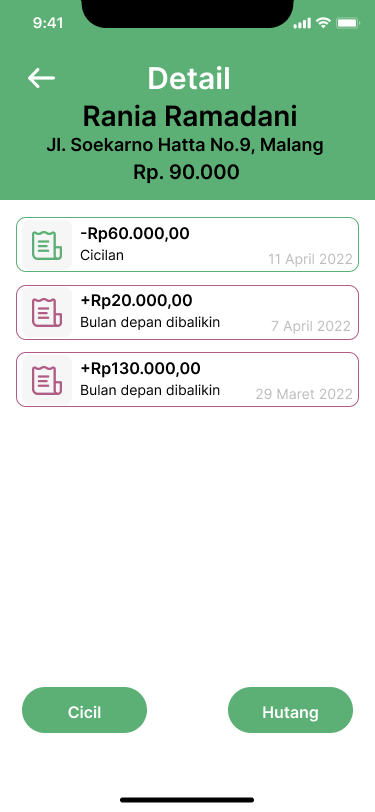 9:41
Detail
Rania Ramadani
Jl. Soekarno Hatta No.9, Malang
Rp. 90.000
-Rp60.000,00
Cicilan
11 April 2022
+Rp20.000,00
Bulan depan dibalikin
7 April 2022
+Rp130.000,00
Bulan depan dibalikin
29 Maret 2022
Cicil
Hutang